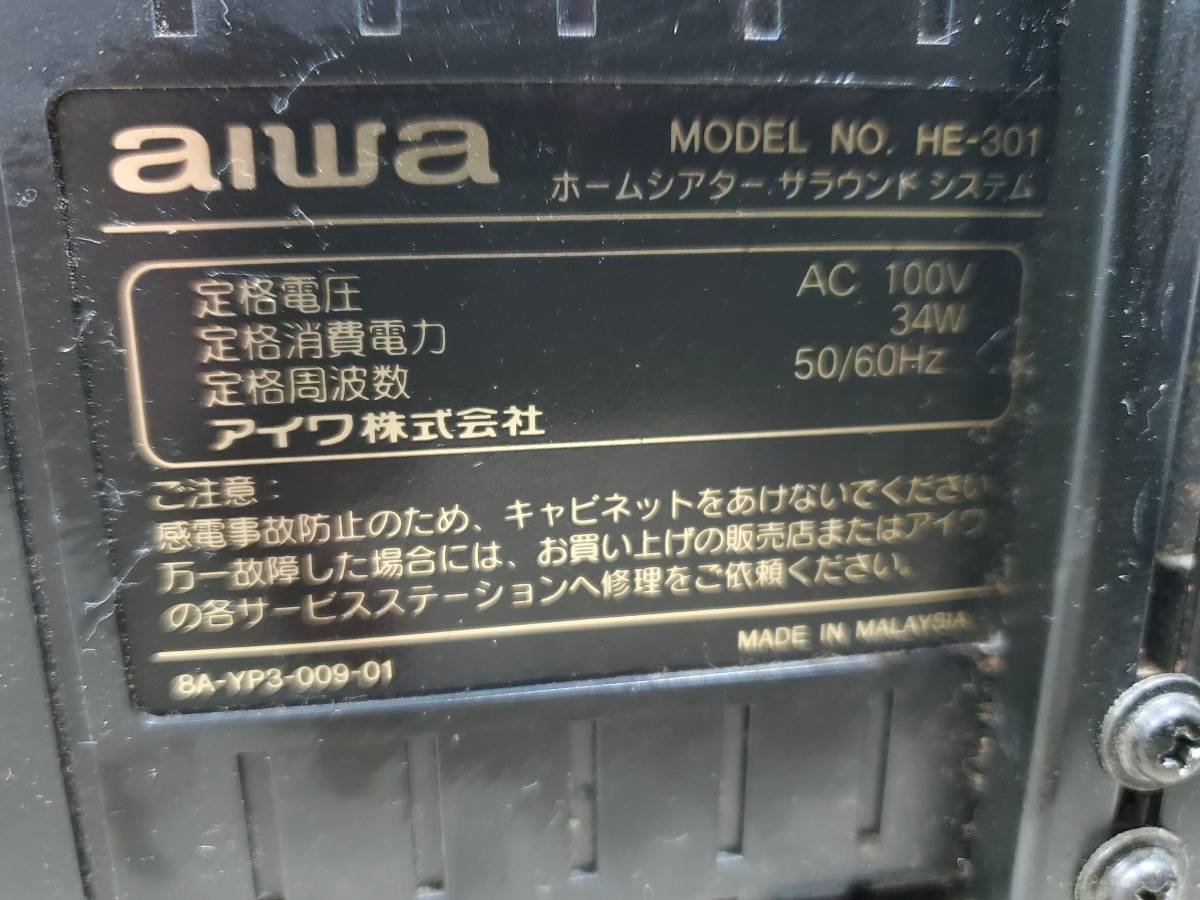 aiwa
MODEL NO. HE-301
ホームシアター サラウンド システム
定格電圧 AC 100V
定格消費電力 34W
定格周波数 50/60Hz
アイワ株式会社
ご注意:
感電事故防止のため、キャビネットをあけないでください
万一故障した場合には、お買い上げの販売店またはアイワ
の各サービスステーションへ修理をご依頼ください。
MADE IN MALAYSIA
8A-YP3-009-01